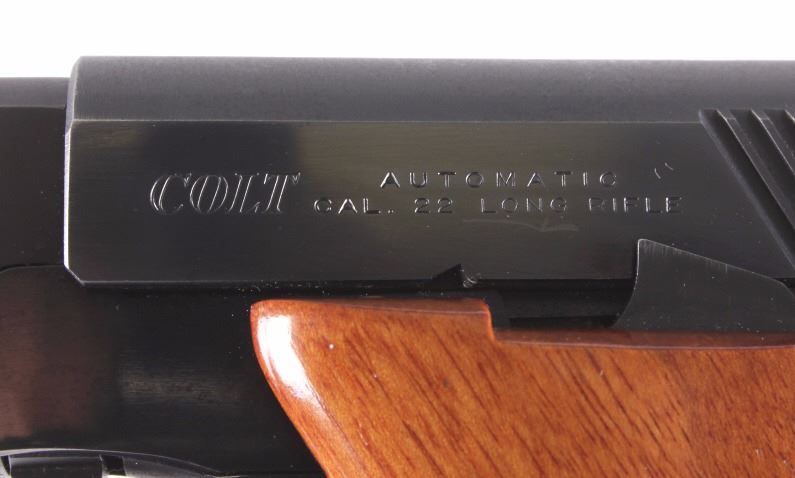 COLT
AUTOMATIC
CAL. 22 LONG RIFLE